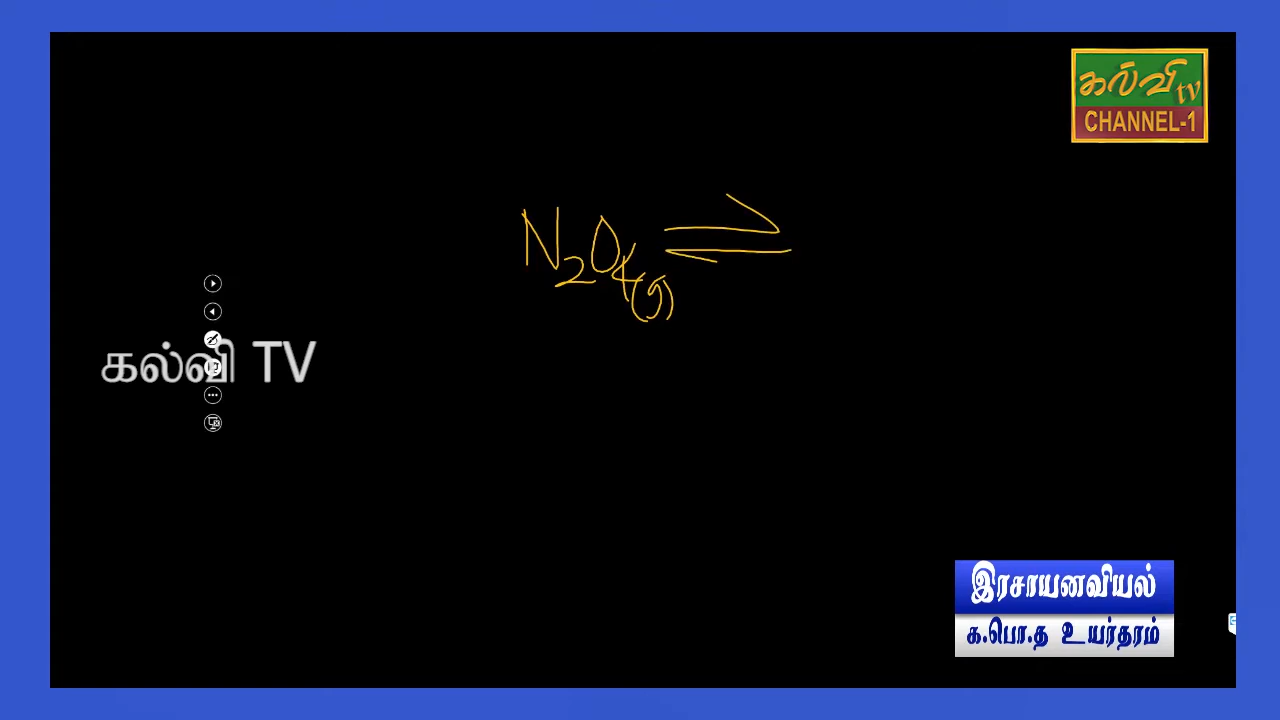 கல்வி tv
CHANNEL-1
N₂O₄(g) ⇌
கல்வி TV
இரசாயனவியல்
க.பொ.த உயர்தரம்